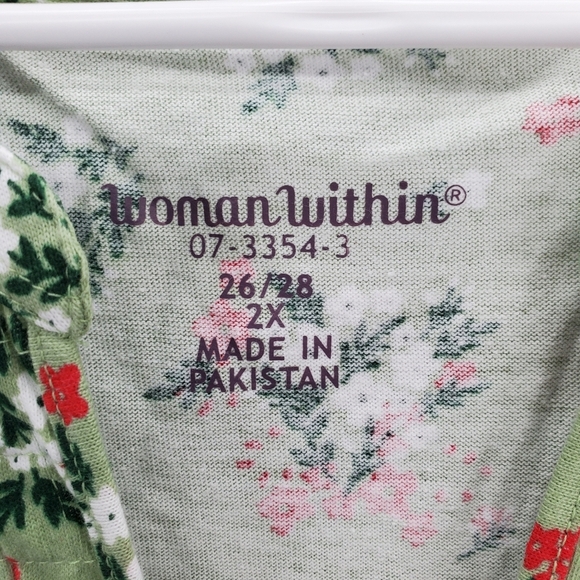 Woman Within®
07-3354-3
26/28
2X
MADE IN
PAKISTAN